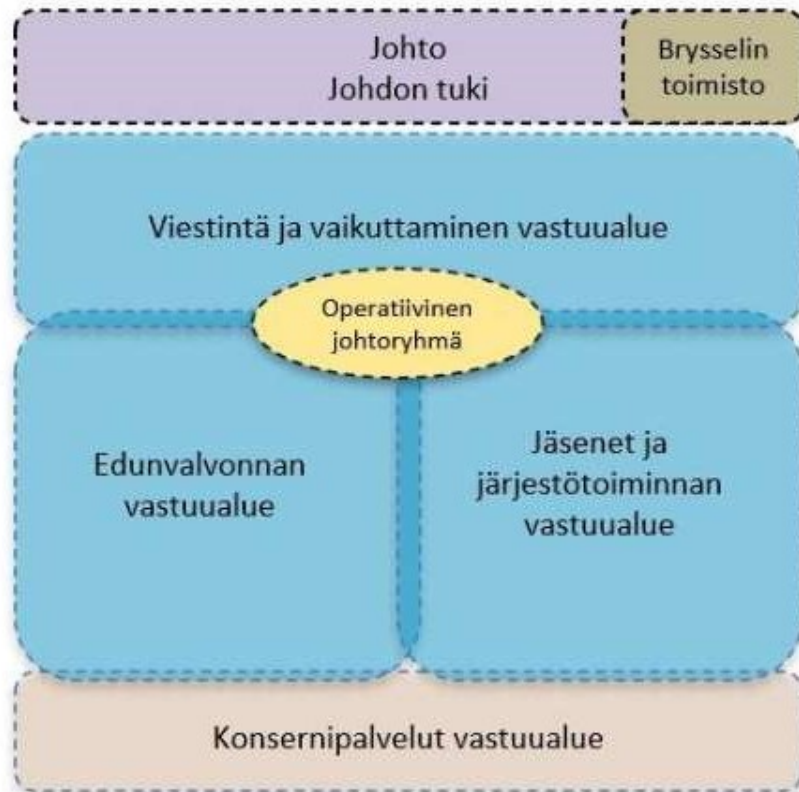 Johto
Johdon tuki
Brysselin
toimisto
Viestintä ja vaikuttaminen vastuualue
Operatiivinen
johtoryhmä
Edunvalvonnan
vastuualue
Jäsenet ja
järjestötoiminnan
vastuualue
Konsernipalvelut vastuualue